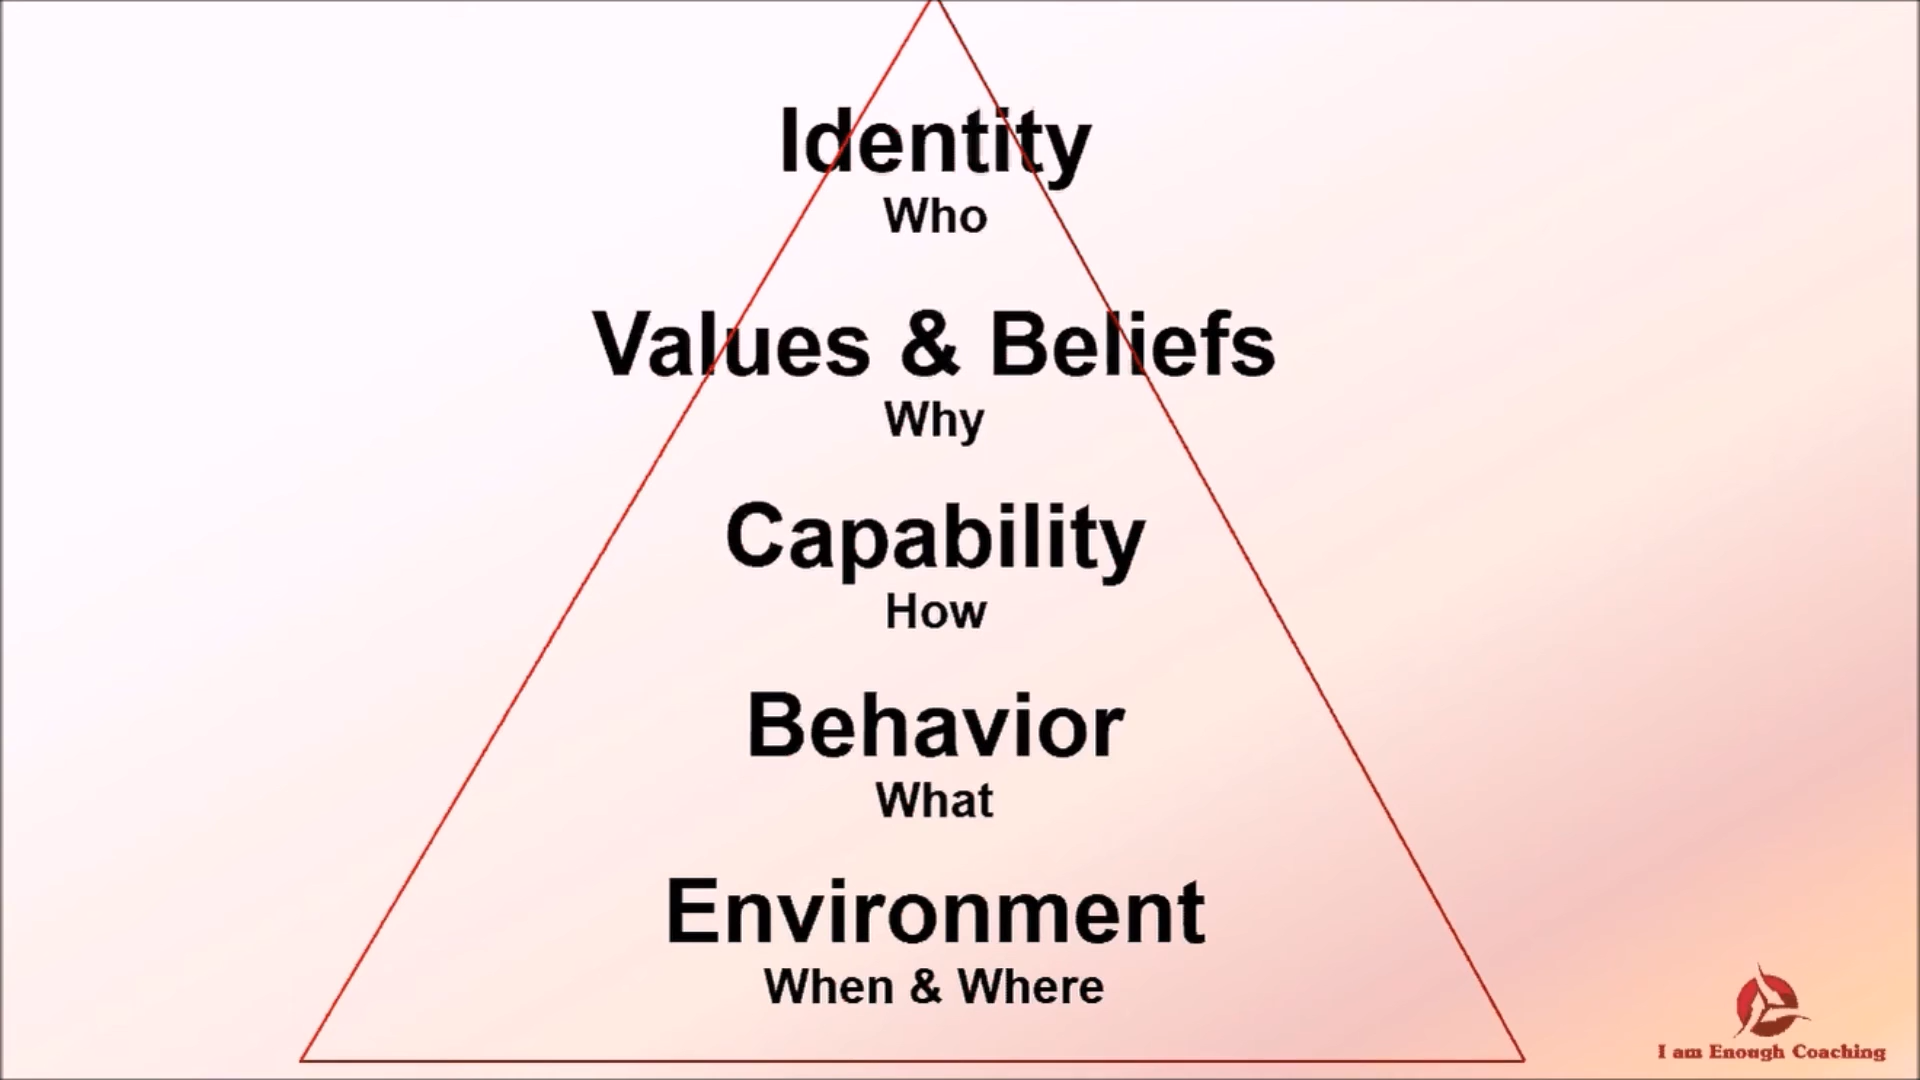 Identity
Who
Values & Beliefs
Why
Capability
How
Behavior
What
Environment
When & Where
I am Enough Coaching